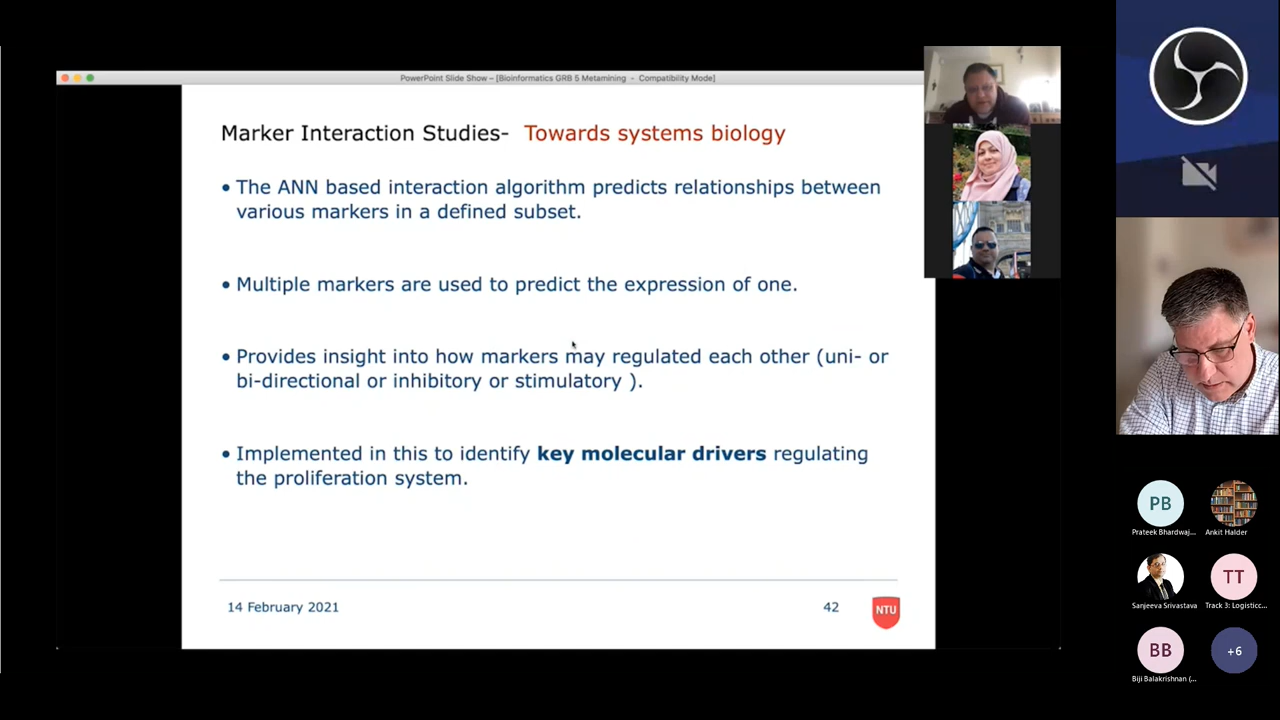 PowerPoint Slide Show – [Bioinformatics GRB 5 Metamining - Compatibility Mode]
Marker Interaction Studies- Towards systems biology
• The ANN based interaction algorithm predicts relationships between
various markers in a defined subset.
• Multiple markers are used to predict the expression of one.
• Provides insight into how markers may regulated each other (uni- or
bi-directional or inhibitory or stimulatory ).
• Implemented in this to identify key molecular drivers regulating
the proliferation system.
14 February 2021
42
NTU
PB
Prateek Bhardwaj...
Ankit Halder
Sanjeeva Srivastava
TT
Track 3: Logisticc...
BB
Biji Balakrishnan (...
+6